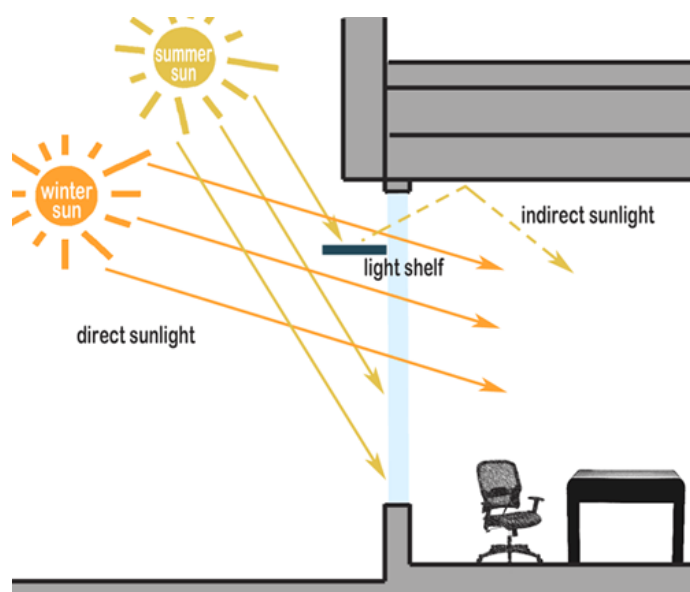 summer
sun
winter
sun
indirect sunlight
light shelf
direct sunlight